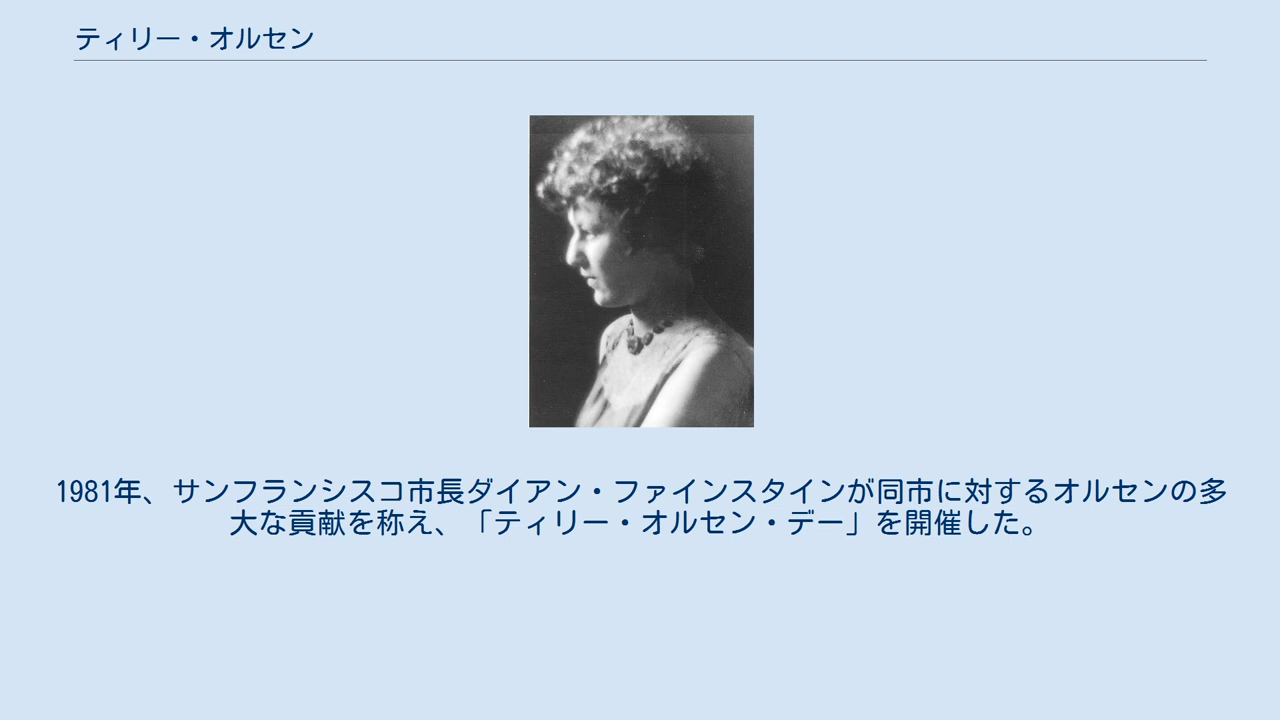 ティリー・オルセン
1981年、サンフランシスコ市長ダイアン・ファインスタインが同市に対するオルセンの多
大な貢献を称え、「ティリー・オルセン・デー」を開催した。